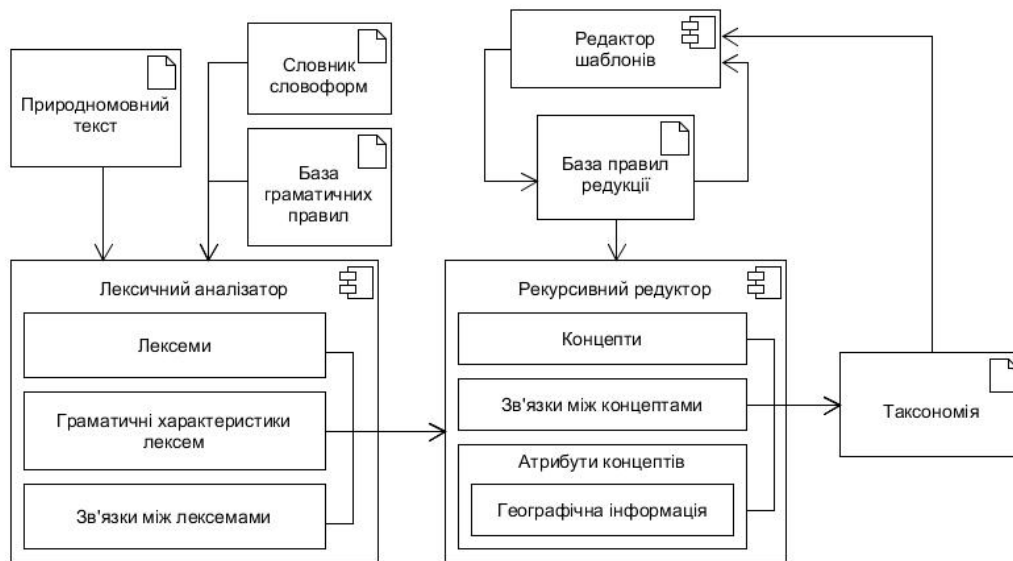 Природномовний
текст
Словник
словоформ
База
граматичних
правил
Редактор
шаблонів
База правил
редукції
Лексичний аналізатор
Лексеми
Граматичні характеристики
лексем
Зв'язки між лексемами
Рекурсивний редуктор
Концепти
Зв'язки між концептами
Атрибути концептів
Географічна інформація
Таксономія